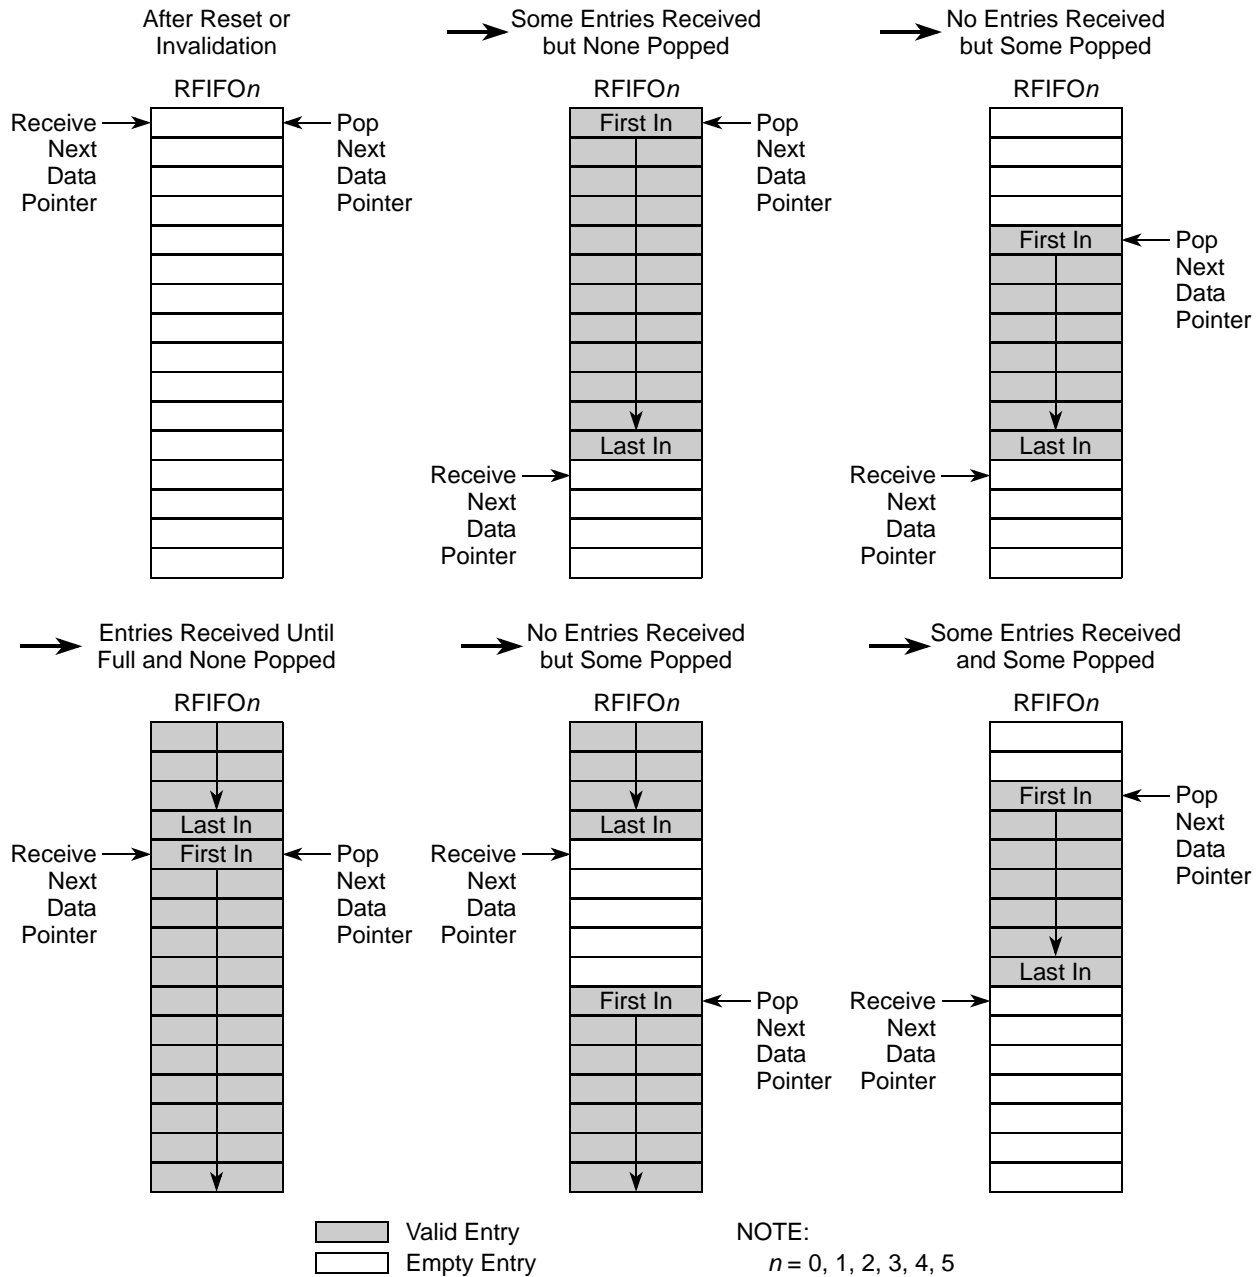 After Reset or
Invalidation
RFIFOn
Receive
Next
Data
Pointer
Pop
Next
Data
Pointer
Some Entries Received
but None Popped
RFIFOn
First In
Last In
Pop
Next
Data
Pointer
Receive
Next
Data
Pointer
No Entries Received
but Some Popped
RFIFOn
First In
Last In
Pop
Next
Data
Pointer
Receive
Next
Data
Pointer
Entries Received Until
Full and None Popped
RFIFOn
Last In
First In
Receive
Next
Data
Pointer
Pop
Next
Data
Pointer
No Entries Received
but Some Popped
RFIFOn
Last In
First In
Receive
Next
Data
Pointer
Pop
Next
Data
Pointer
Some Entries Received
and Some Popped
RFIFOn
First In
Last In
Pop
Next
Data
Pointer
Receive
Next
Data
Pointer
Valid Entry
Empty Entry
NOTE:
n = 0, 1, 2, 3, 4, 5